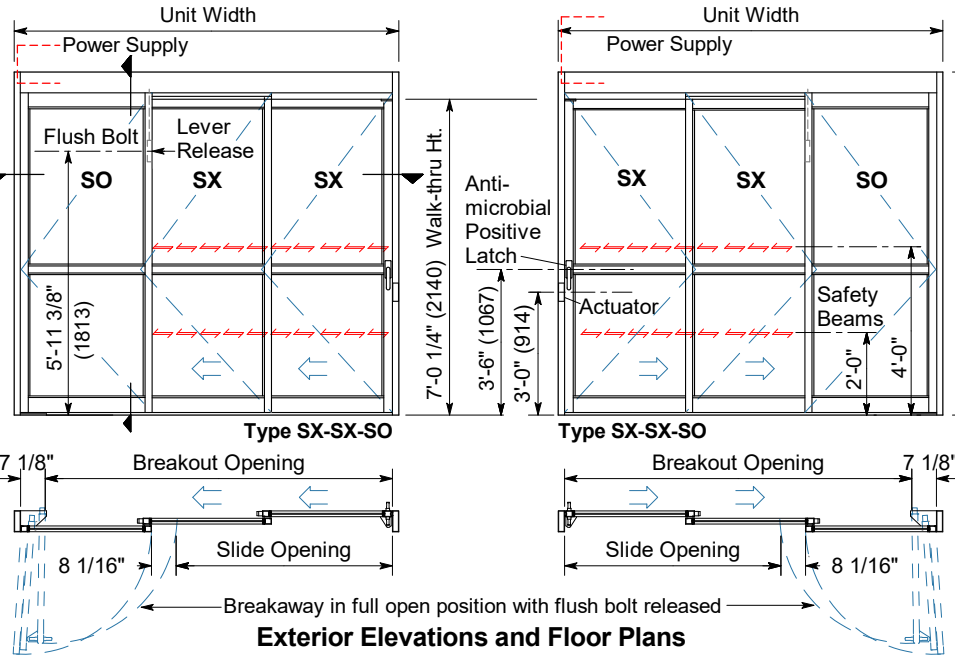 Unit Width
Power Supply
Flush Bolt
Lever
Release
SO
SX
SX
5'-11 3/8"
(1813)
7'-0 1/4" (2140) Walk-thru Ht.
Type SX-SX-SO
Unit Width
Power Supply
SX
SX
SO
Anti-
microbial
Positive
Latch
Actuator
3'-6" (1067)
3'-0" (914)
Safety
Beams
2'-0"
4'-0"
Type SX-SX-SO
7 1/8"
Breakout Opening
Slide Opening
8 1/16"
Breakout Opening
7 1/8"
Slide Opening
8 1/16"
Breakaway in full open position with flush bolt released
Exterior Elevations and Floor Plans